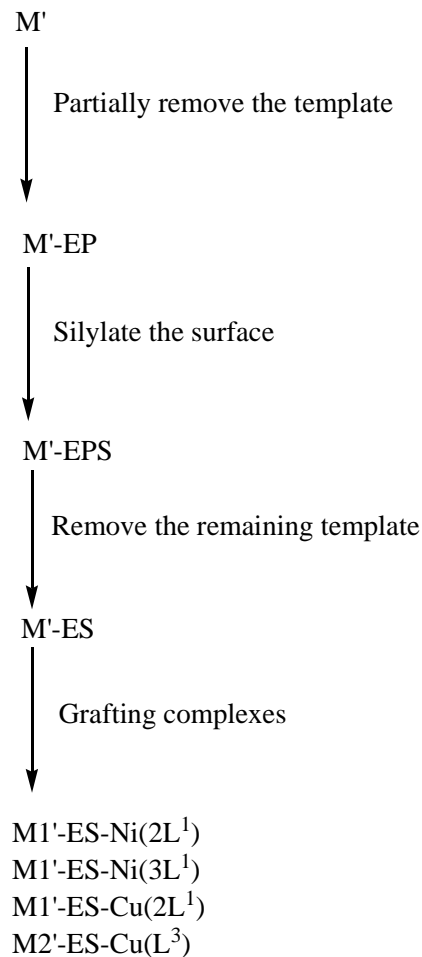 M'
Partially remove the template
M'-EP
Silylate the surface
M'-EPS
Remove the remaining template
M'-ES
Grafting complexes
M1'-ES-Ni(2L¹)
M1'-ES-Ni(3L¹)
M1'-ES-Cu(2L¹)
M2'-ES-Cu(L³)